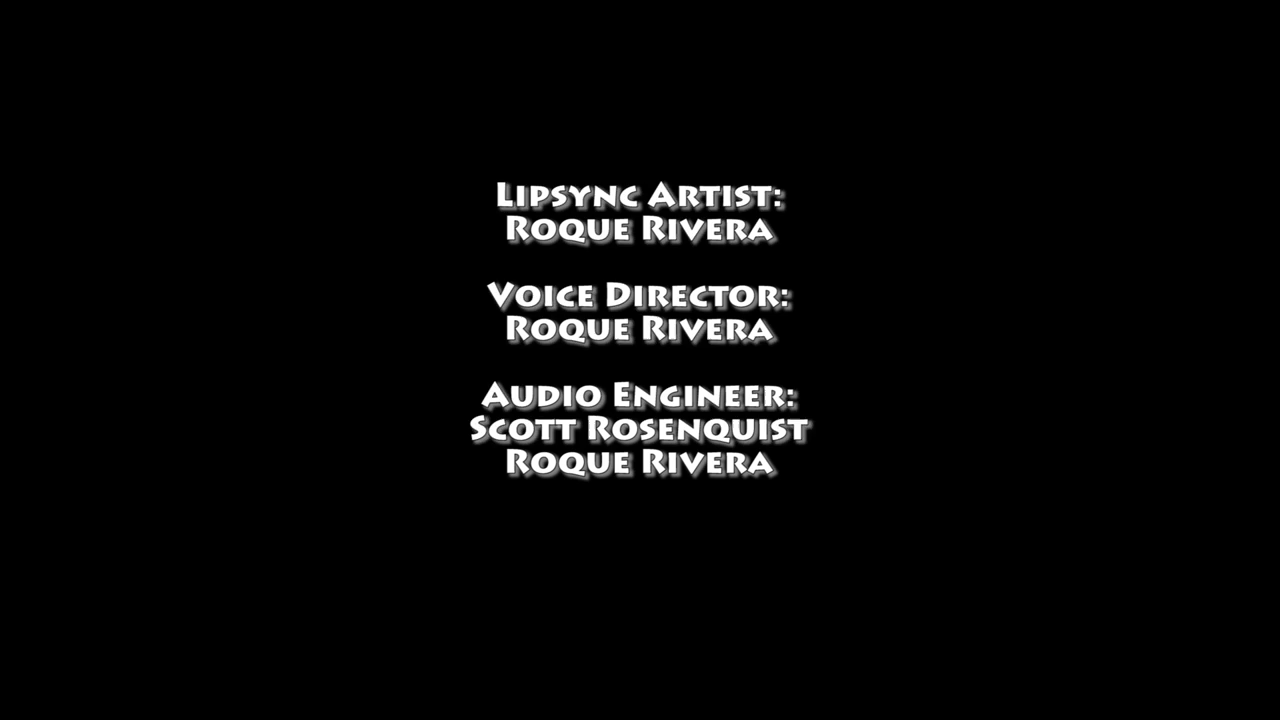 Lipsync Artist:
Roque Rivera
Voice Director:
Roque Rivera
Audio Engineer:
Scott Rosenquist
Roque Rivera